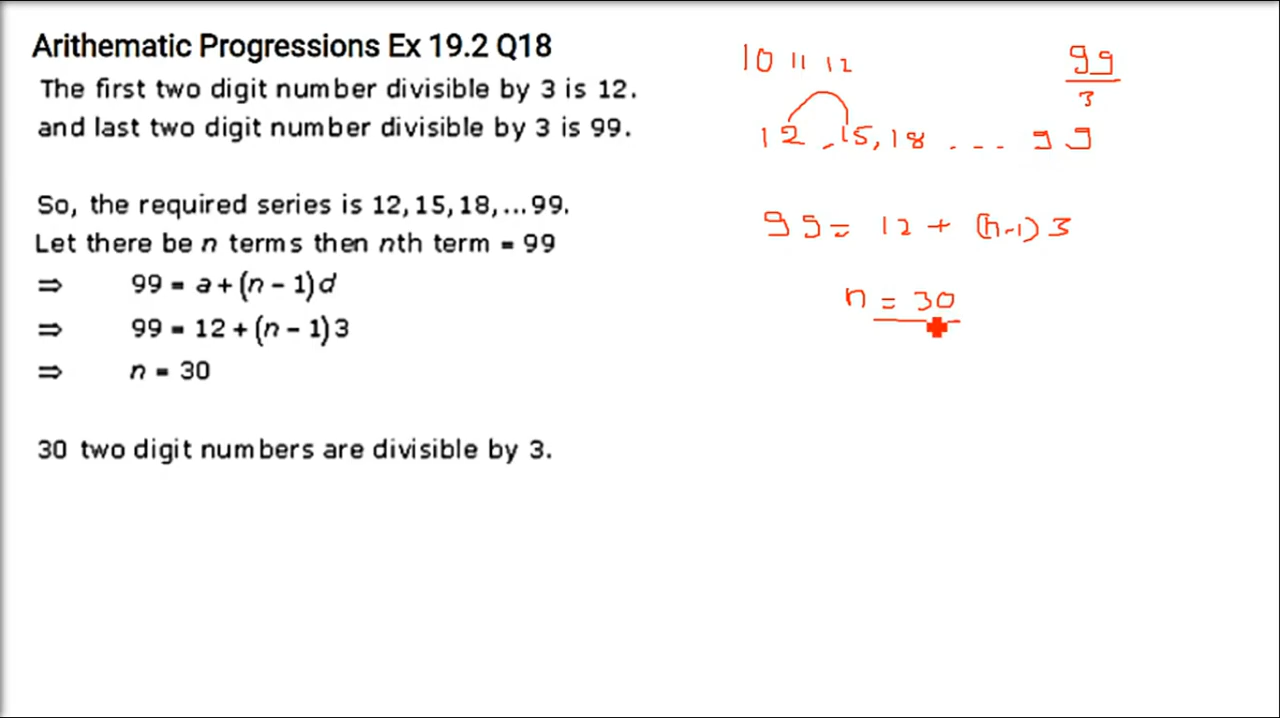 Arithematic Progressions Ex 19.2 Q18
The first two digit number divisible by 3 is 12.
and last two digit number divisible by 3 is 99.
So, the required series is 12, 15, 18, ...99.
Let there be n terms then nth term = 99
⇒ 99 = a + (n - 1)d
⇒ 99 = 12 + (n - 1)3
⇒ n = 30
30 two digit numbers are divisible by 3.
10 11 12
99
3
12, 15, 18 . - - . 99
99 = 12 + (n-1) 3
n = 30